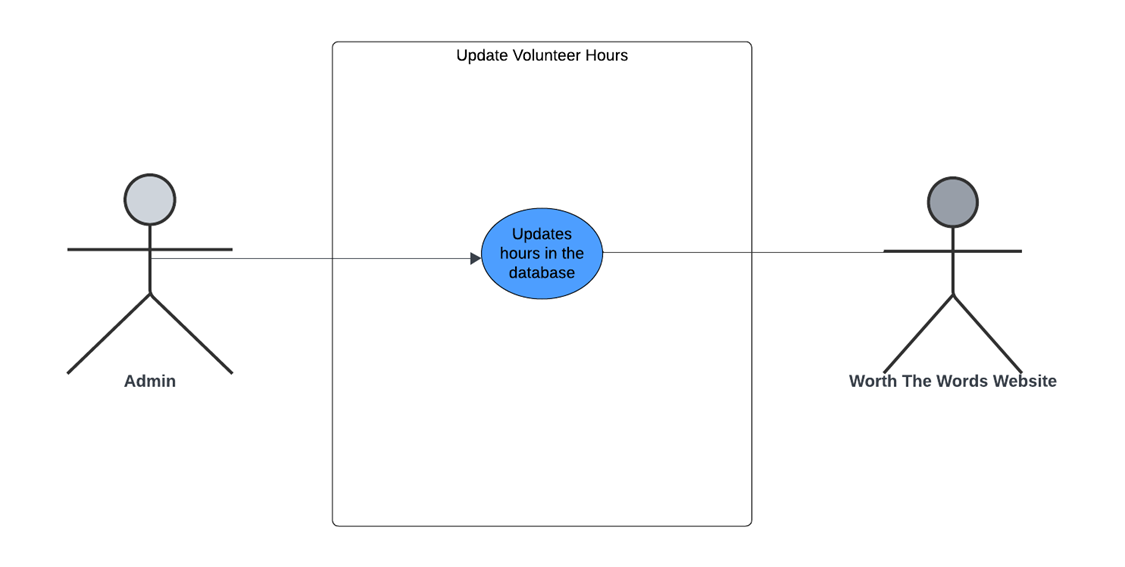 Update Volunteer Hours
Updates
hours in the
database
Admin
Worth The Words Website